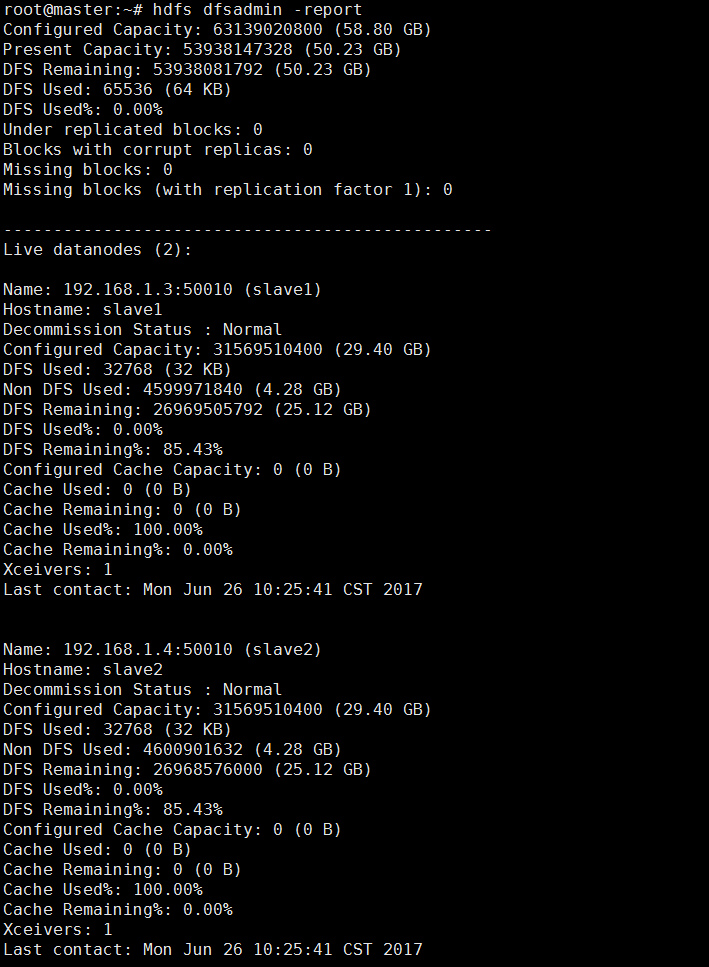 root@master:~# hdfs dfsadmin -report
Configured Capacity: 63139020800 (58.80 GB)
Present Capacity: 53938147328 (50.23 GB)
DFS Remaining: 53938081792 (50.23 GB)
DFS Used: 65536 (64 KB)
DFS Used%: 0.00%
Under replicated blocks: 0
Blocks with corrupt replicas: 0
Missing blocks: 0
Missing blocks (with replication factor 1): 0
-------------------------------------------------
Live datanodes (2):
Name: 192.168.1.3:50010 (slave1)
Hostname: slave1
Decommission Status : Normal
Configured Capacity: 31569510400 (29.40 GB)
DFS Used: 32768 (32 KB)
Non DFS Used: 4599971840 (4.28 GB)
DFS Remaining: 26969505792 (25.12 GB)
DFS Used%: 0.00%
DFS Remaining%: 85.43%
Configured Cache Capacity: 0 (0 B)
Cache Used: 0 (0 B)
Cache Remaining: 0 (0 B)
Cache Used%: 100.00%
Cache Remaining%: 0.00%
Xceivers: 1
Last contact: Mon Jun 26 10:25:41 CST 2017
Name: 192.168.1.4:50010 (slave2)
Hostname: slave2
Decommission Status : Normal
Configured Capacity: 31569510400 (29.40 GB)
DFS Used: 32768 (32 KB)
Non DFS Used: 4600901632 (4.28 GB)
DFS Remaining: 26968576000 (25.12 GB)
DFS Used%: 0.00%
DFS Remaining%: 85.43%
Configured Cache Capacity: 0 (0 B)
Cache Used: 0 (0 B)
Cache Remaining: 0 (0 B)
Cache Used%: 100.00%
Cache Remaining%: 0.00%
Xceivers: 1
Last contact: Mon Jun 26 10:25:41 CST 2017